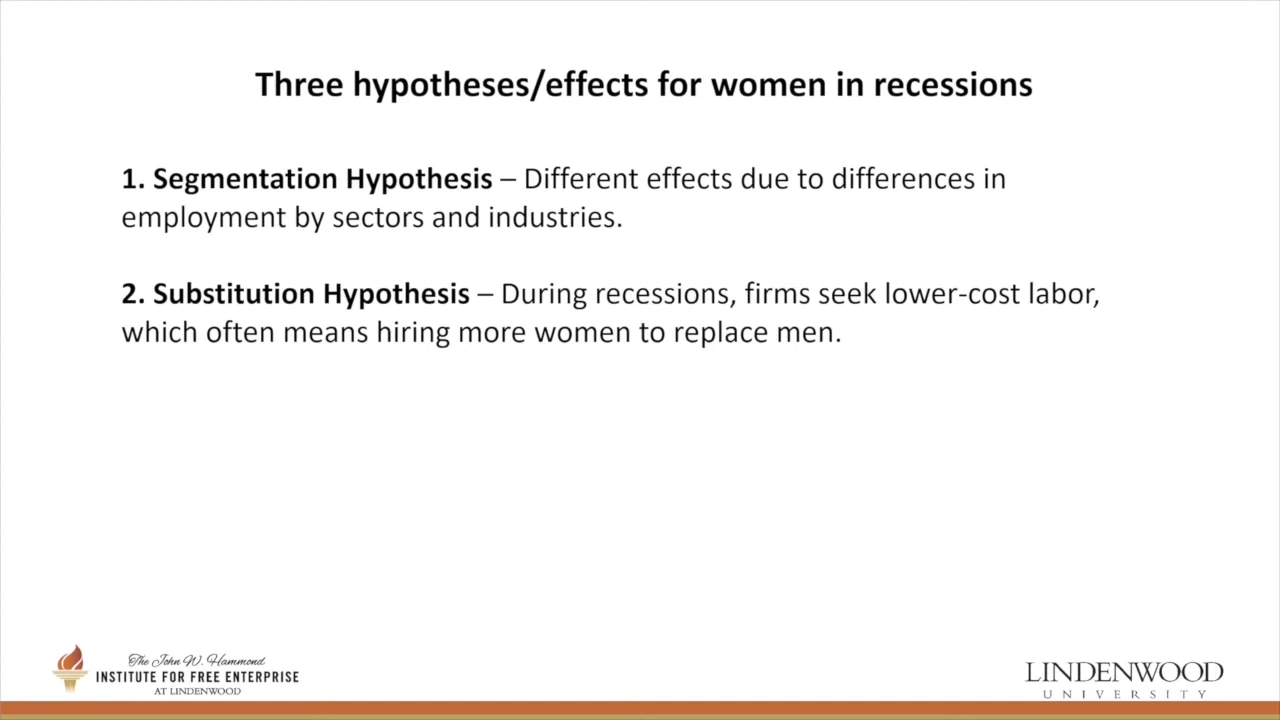 Three hypotheses/effects for women in recessions
1. Segmentation Hypothesis – Different effects due to differences in
employment by sectors and industries.
2. Substitution Hypothesis – During recessions, firms seek lower-cost labor,
which often means hiring more women to replace men.
The John W. Hammond
INSTITUTE FOR FREE ENTERPRISE
AT LINDENWOOD
LINDENWOOD
UNIVERSITY